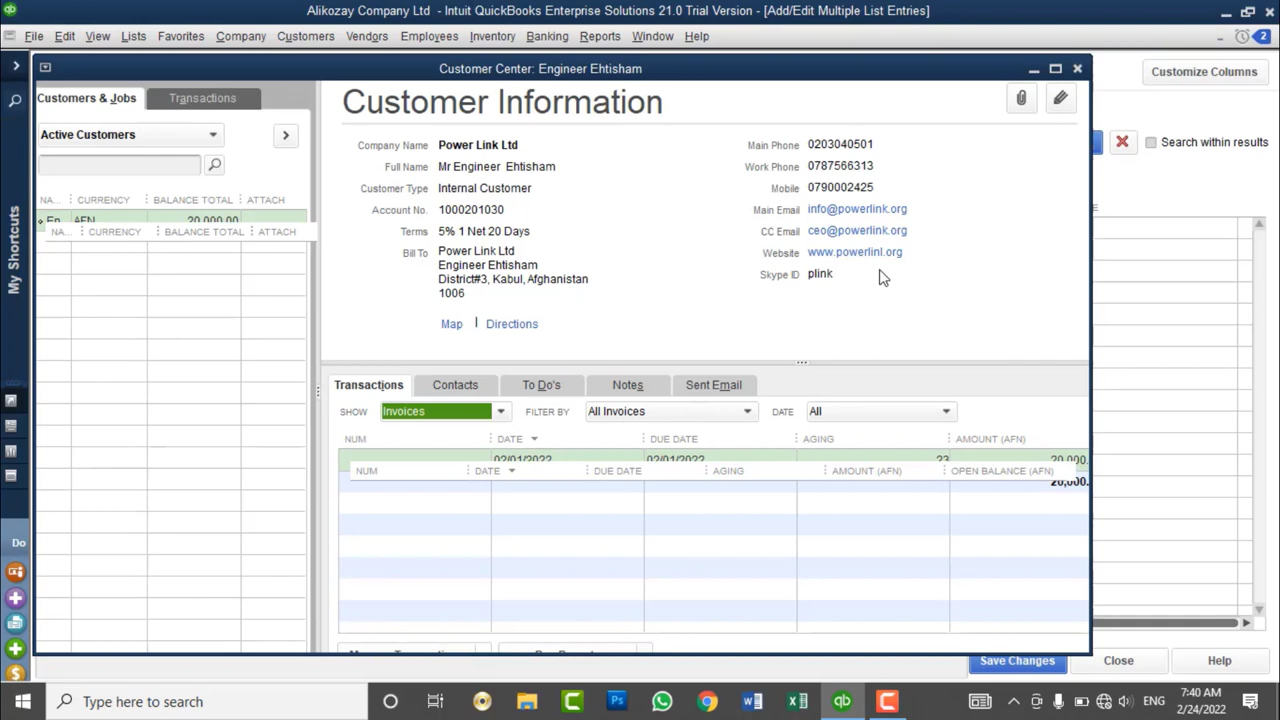 Alikozay Company Ltd - Intuit QuickBooks Enterprise Solutions 21.0 Trial Version - [Add/Edit Multiple List Entries]
File Edit View Lists Favorites Company Customers Vendors Employees Inventory Banking Reports Window Help
2
Customer Center: Engineer Ehtisham
Customize Columns
Customers & Jobs
Transactions
Customer Information
Active Customers
Search within results
Company Name Power Link Ltd
Full Name Mr Engineer Ehtisham
Customer Type Internal Customer
Account No. 1000201030
Terms 5% 1 Net 20 Days
Bill To Power Link Ltd
Engineer Ehtisham
District#3, Kabul, Afghanistan
1006
Map | Directions
Main Phone 0203040501
Work Phone 0787566313
Mobile 0790002425
Main Email info@powerlink.org
CC Email ceo@powerlink.org
Website www.powerlinl.org
Skype ID plink
NA... CURRENCY BALANCE TOTAL ATTACH
En AFN 20,000.00
NA... CURRENCY BALANCE TOTAL ATTACH
My Shortcuts
Do
Transactions Contacts To Do's Notes Sent Email
SHOW Invoices FILTER BY All Invoices DATE All
NUM DATE DUE DATE AGING AMOUNT (AFN)
02/01/2022 02/01/2022 23 20,000.
NUM DATE DUE DATE AGING AMOUNT (AFN) OPEN BALANCE (AFN)
20,000.
Save Changes
Close
Help
Type here to search
ENG
7:40 AM
2/24/2022